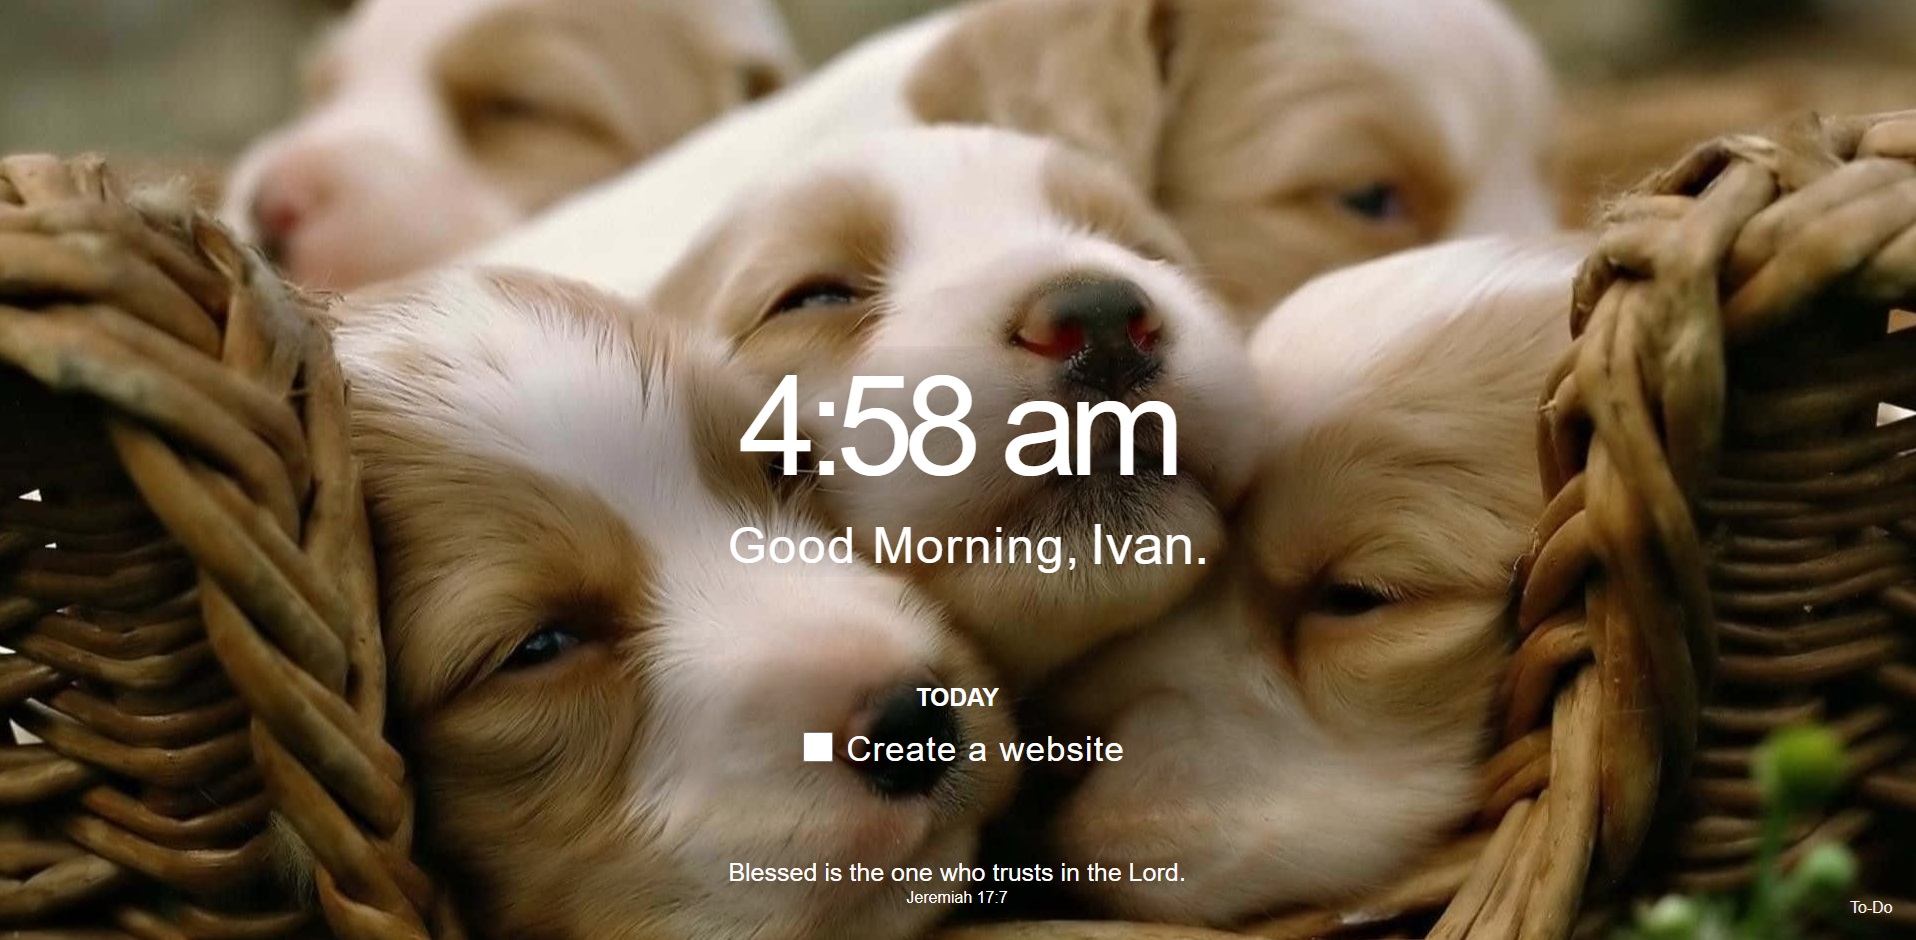 4:58 am
Good Morning, Ivan.
TODAY
Create a website
Blessed is the one who trusts in the Lord.
Jeremiah 17:7
To-Do